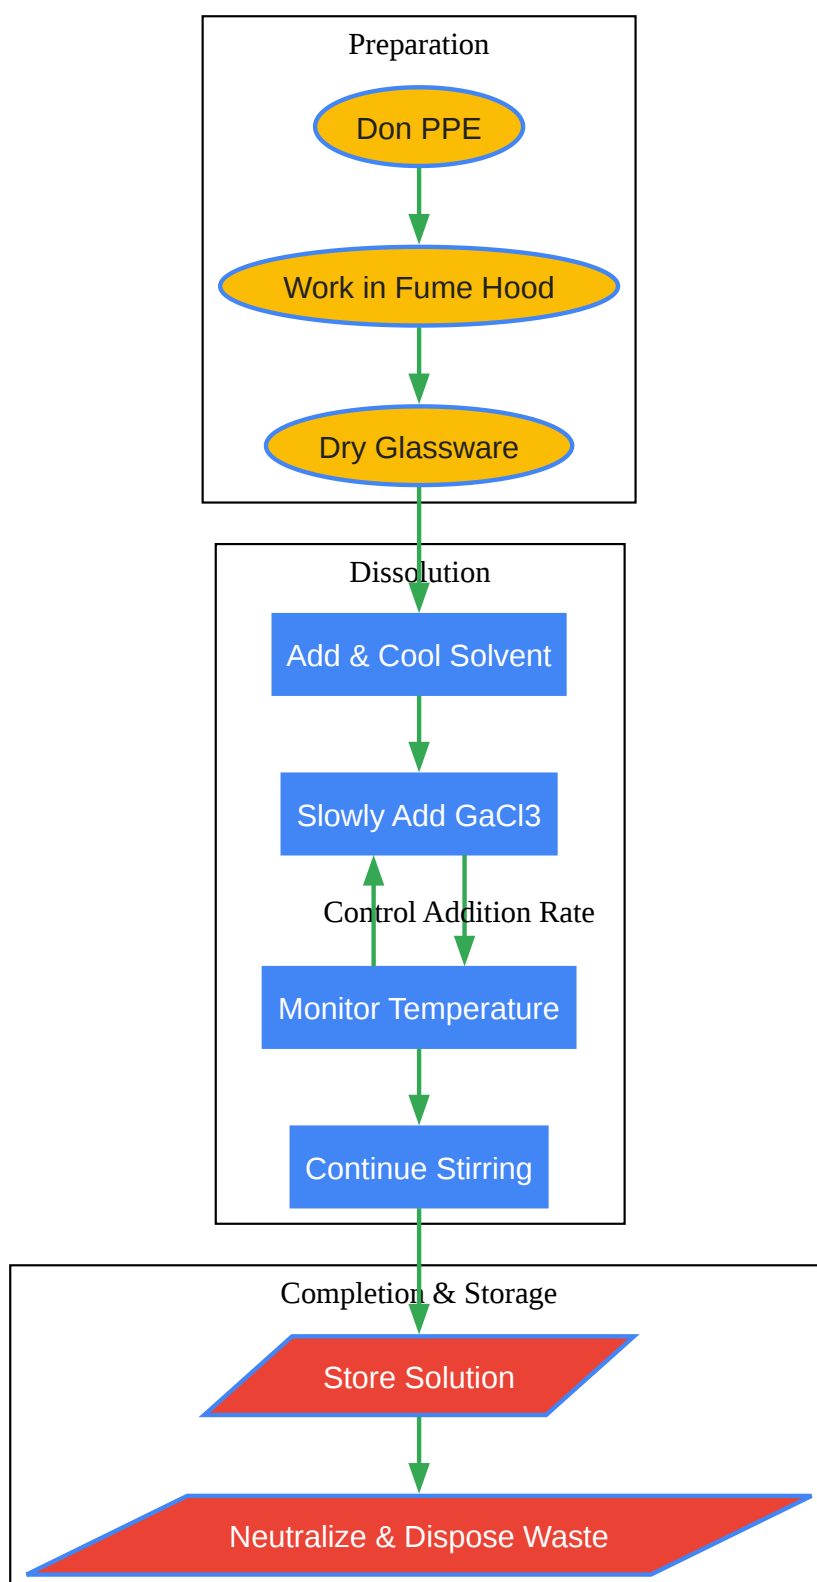 Preparation
Don PPE
Work in Fume Hood
Dry Glassware
Dissolution
Add & Cool Solvent
Slowly Add GaCl3
Control Addition Rate
Monitor Temperature
Continue Stirring
Completion & Storage
Store Solution
Neutralize & Dispose Waste